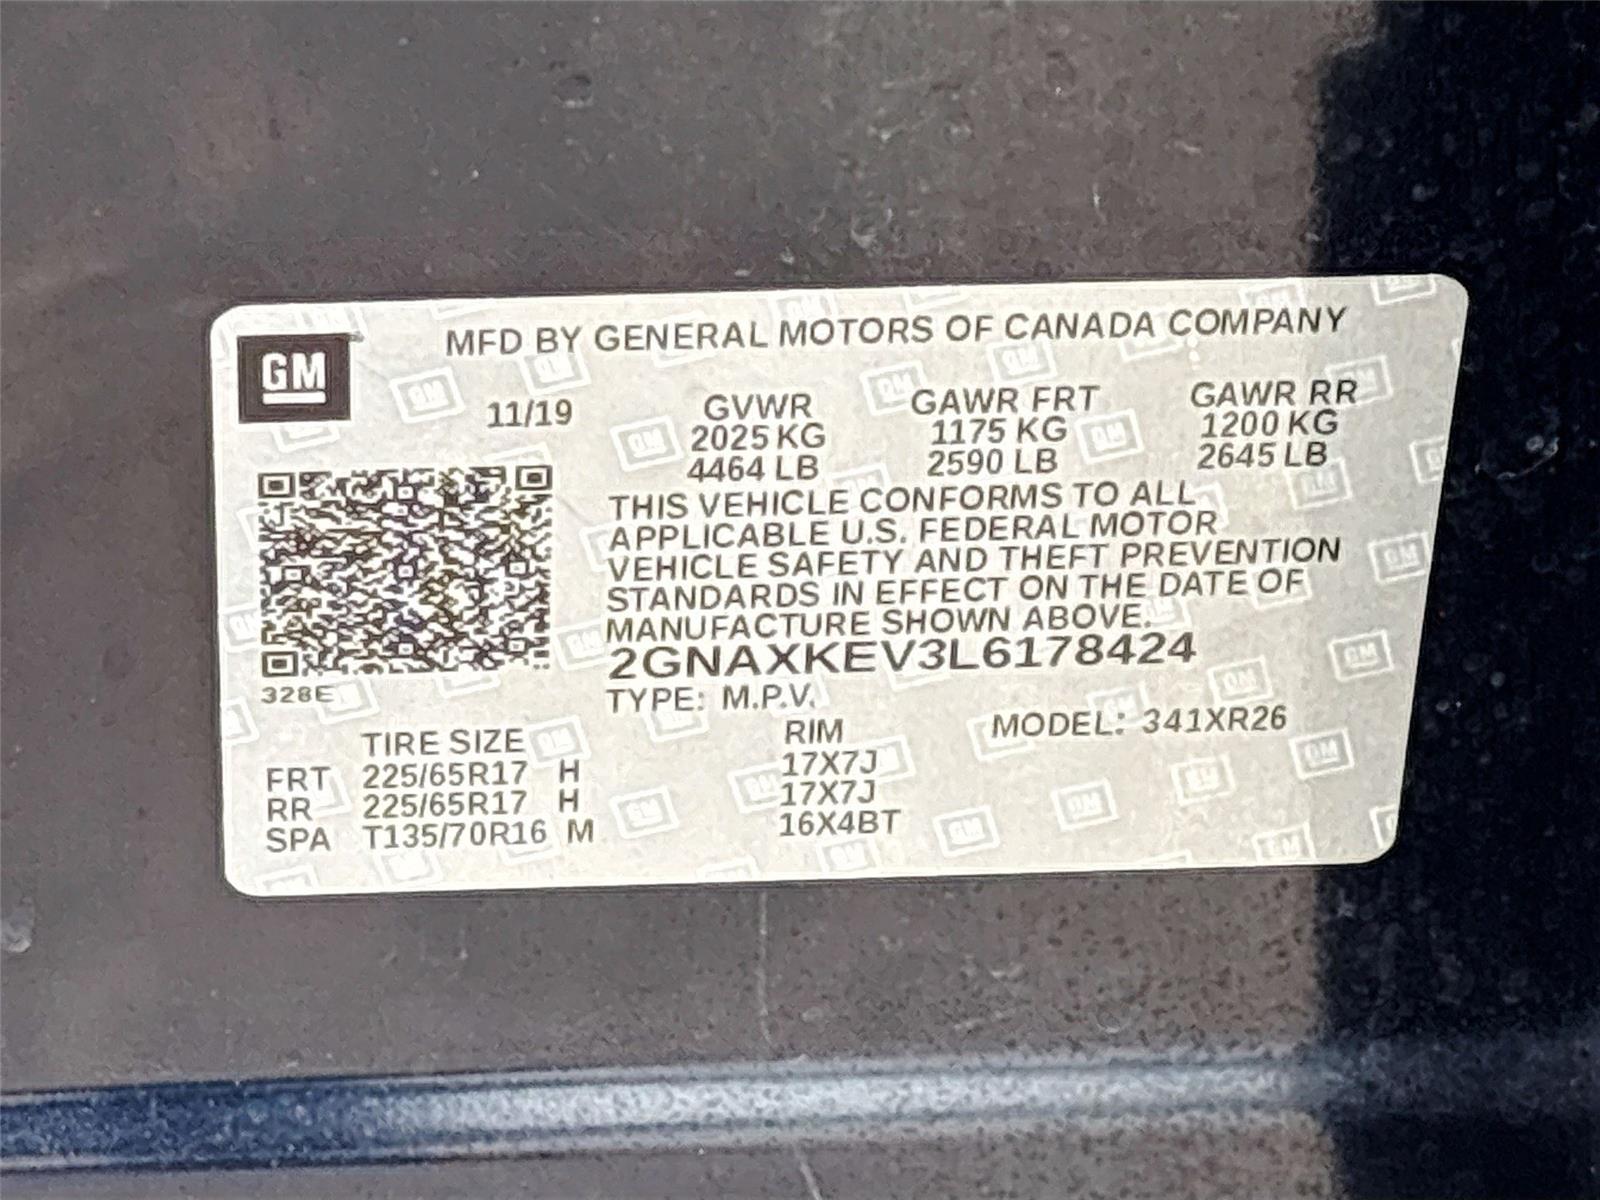 GM
MFD BY GENERAL MOTORS OF CANADA COMPANY
11/19
GVWR GAWR FRT GAWR RR
2025 KG 1175 KG 1200 KG
4464 LB 2590 LB 2645 LB
THIS VEHICLE CONFORMS TO ALL
APPLICABLE U.S. FEDERAL MOTOR
VEHICLE SAFETY AND THEFT PREVENTION
STANDARDS IN EFFECT ON THE DATE OF
MANUFACTURE SHOWN ABOVE.
2GNAXKEV3L6178424
328E
TYPE: M.P.V.
MODEL: 341XR26
TIRE SIZE RIM
FRT 225/65R17 H 17X7J
RR 225/65R17 H 17X7J
SPA T135/70R16 M 16X4BT